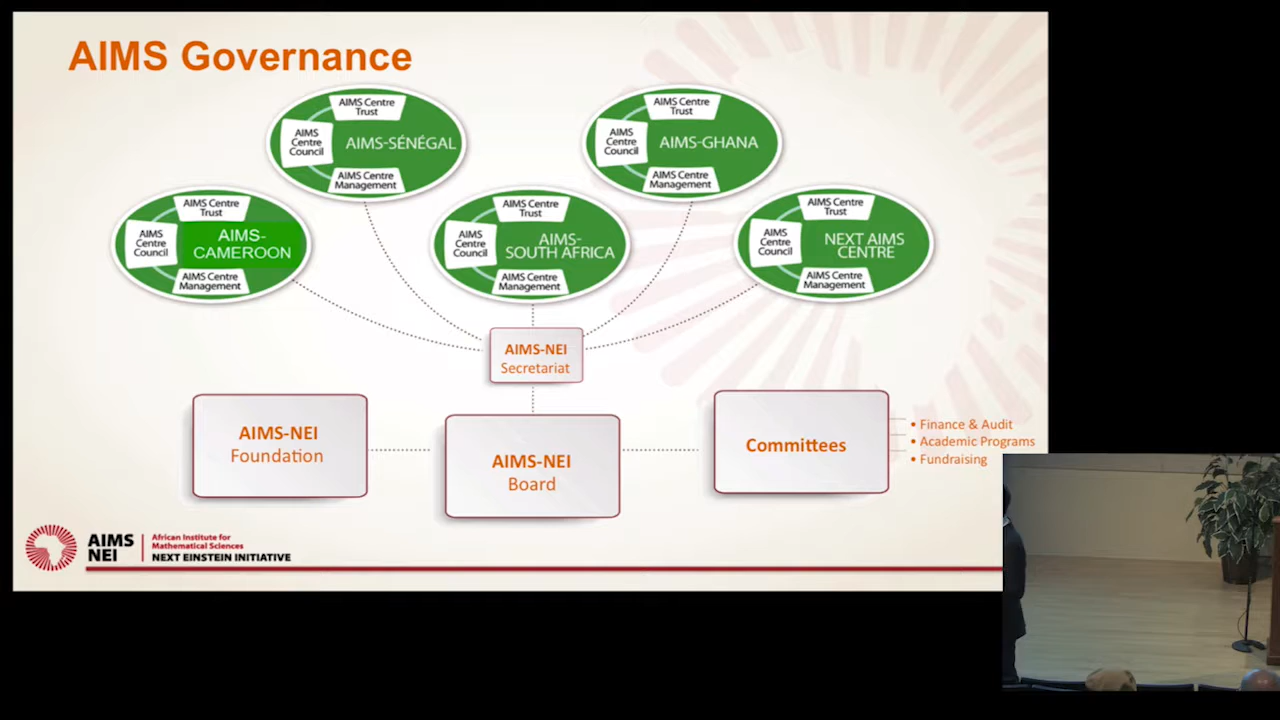 AIMS Governance
AIMS Centre
Trust
AIMS
Centre
Council
AIMS-SÉNÉGAL
AIMS Centre
Management
AIMS Centre
Trust
AIMS
Centre
Council
AIMS-GHANA
AIMS Centre
Management
AIMS Centre
Trust
AIMS
Centre
Council
AIMS-
CAMEROON
AIMS Centre
Management
AIMS Centre
Trust
AIMS
Centre
Council
AIMS-
SOUTH AFRICA
AIMS Centre
Management
AIMS Centre
Trust
AIMS
Centre
Council
NEXT AIMS
CENTRE
AIMS Centre
Management
AIMS-NEI
Secretariat
AIMS-NEI
Foundation
AIMS-NEI
Board
Committees
• Finance & Audit
• Academic Programs
• Fundraising
AIMS
NEI
African Institute for
Mathematical Sciences
NEXT EINSTEIN INITIATIVE